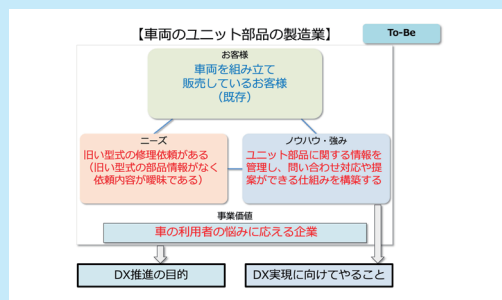 【車両のユニット部品の製造業】
To-Be
お客様
車両を組み立て
販売しているお客様
（既存）
ニーズ
旧い型式の修理依頼がある
（旧い型式の部品情報がなく
依頼内容が曖昧である）
ノウハウ・強み
ユニット部品に関する情報を
管理し、問い合わせ対応や提
案ができる仕組みを構築する
事業価値
車の利用者の悩みに応える企業
DX推進の目的
DX実現に向けてやること